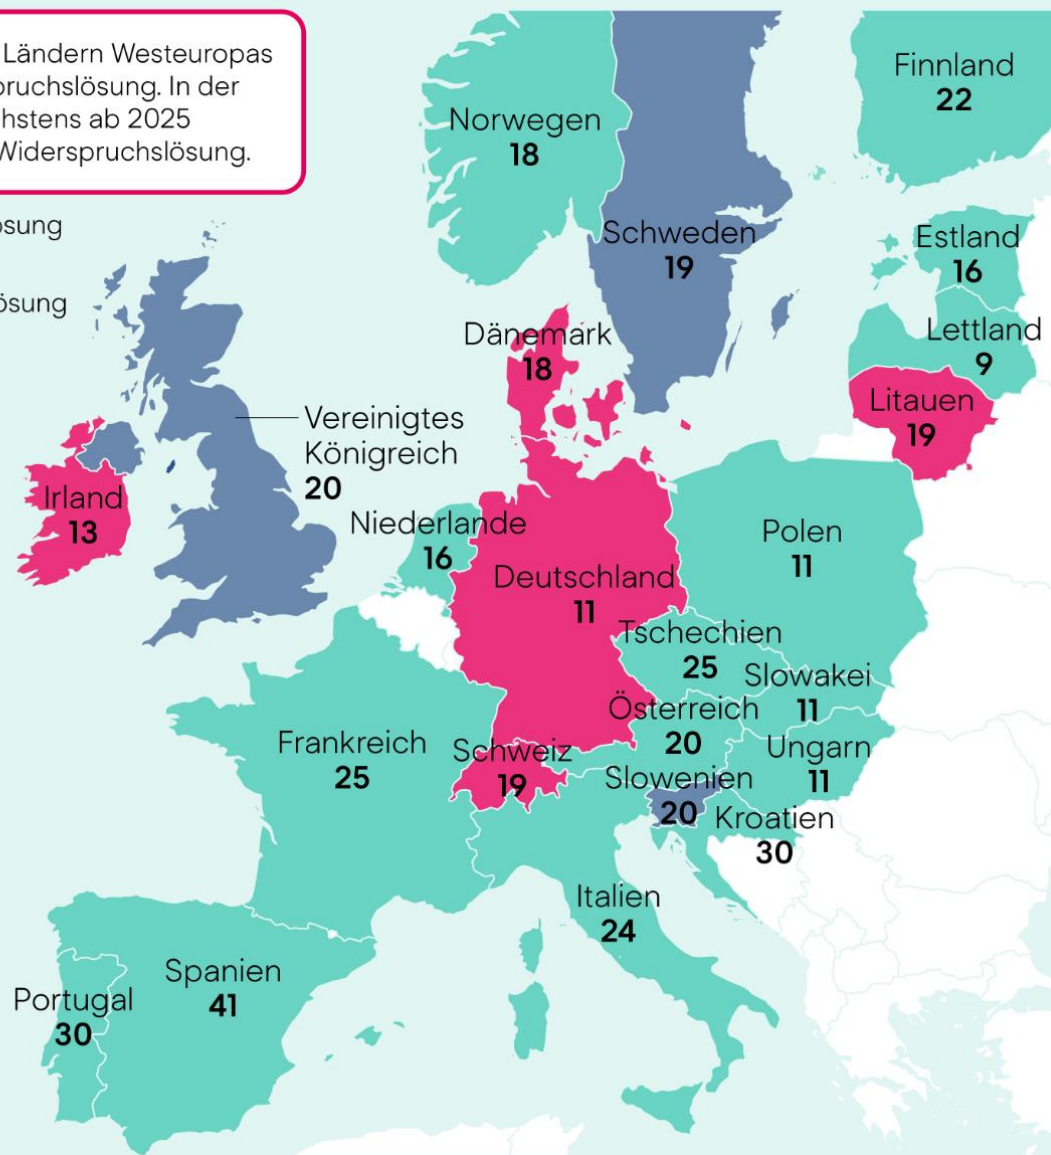 Ländern Westeuropas
pruchslösung. In der
hstens ab 2025
Widerspruchslösung.
ösung
ösung
Finnland
22
Norwegen
18
Schweden
19
Estland
16
Lettland
9
Dänemark
18
Litauen
19
Vereinigtes
Königreich
20
Irland
13
Niederlande
16
Polen
11
Deutschland
11
Tschechien
25
Slowakei
11
Österreich
20
Frankreich
25
Schweiz
19
Ungarn
11
Slowenien
20
Kroatien
30
Italien
24
Spanien
41
Portugal
30